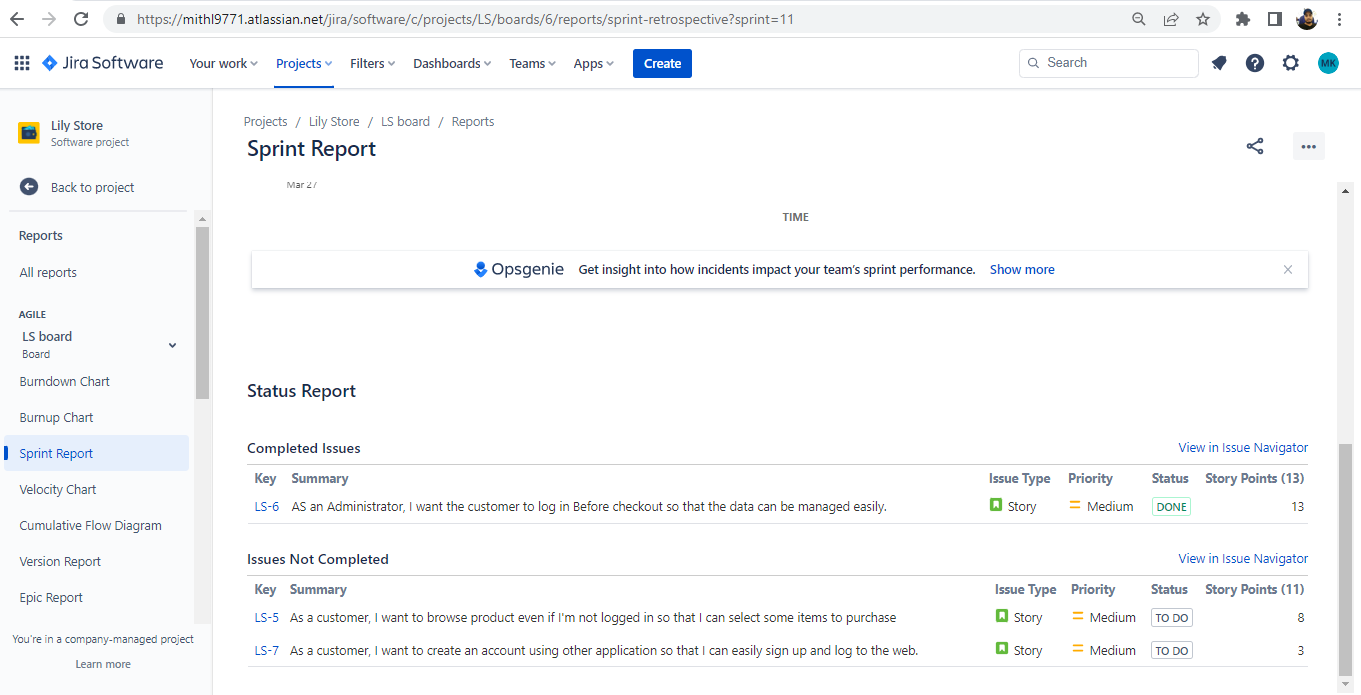 https://mithl9771.atlassian.net/jira/software/c/projects/LS/boards/6/reports/sprint-retrospective?sprint=11
Jira Software Your work Projects Filters Dashboards Teams Apps Create Search MK
Lily Store
Software project
Back to project
Reports
All reports
AGILE
LS board
Board
Burndown Chart
Burnup Chart
Sprint Report
Velocity Chart
Cumulative Flow Diagram
Version Report
Epic Report
You're in a company-managed project
Learn more
Projects / Lily Store / LS board / Reports
Sprint Report
Mar 27
TIME
Opsgenie Get insight into how incidents impact your team's sprint performance. Show more
Status Report
Completed Issues View in Issue Navigator
Key Summary Issue Type Priority Status Story Points (13)
LS-6 AS an Administrator, I want the customer to log in Before checkout so that the data can be managed easily. Story Medium DONE 13
Issues Not Completed View in Issue Navigator
Key Summary Issue Type Priority Status Story Points (11)
LS-5 As a customer, I want to browse product even if I'm not logged in so that I can select some items to purchase Story Medium TO DO 8
LS-7 As a customer, I want to create an account using other application so that I can easily sign up and log to the web. Story Medium TO DO 3